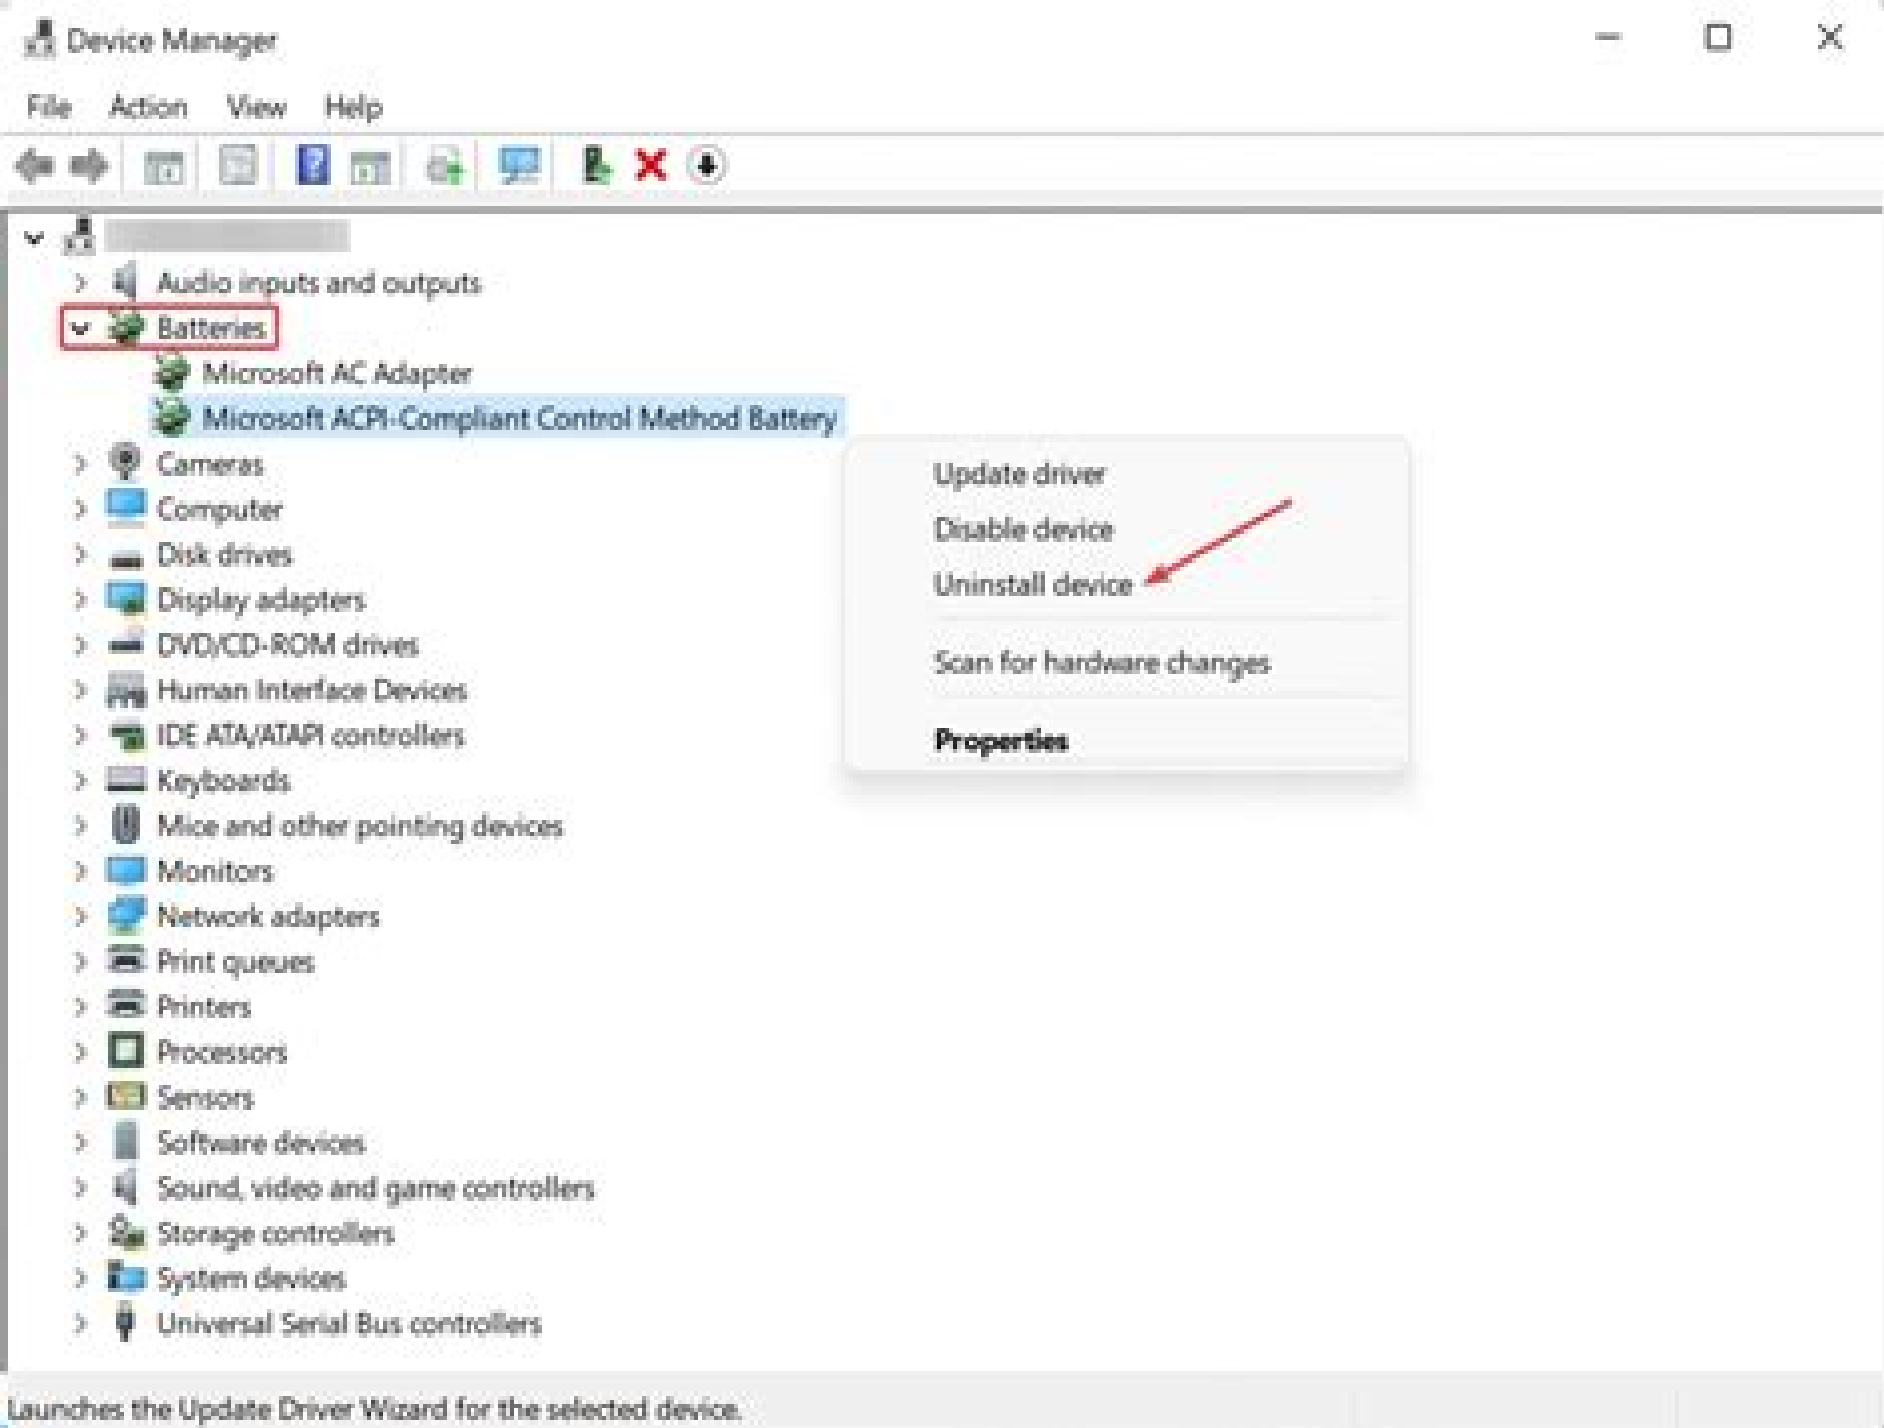 Device Manager
File Action View Help
Audio inputs and outputs
Batteries
Microsoft AC Adapter
Microsoft ACPI-Compliant Control Method Battery
Cameras
Computer
Disk drives
Display adapters
DVD/CD-ROM drives
Human Interface Devices
IDE ATA/ATAPI controllers
Keyboards
Mice and other pointing devices
Monitors
Network adapters
Print queues
Printers
Processors
Sensors
Software devices
Sound, video and game controllers
Storage controllers
System devices
Universal Serial Bus controllers
Update driver
Disable device
Uninstall device
Scan for hardware changes
Properties
Launches the Update Driver Wizard for the selected device.